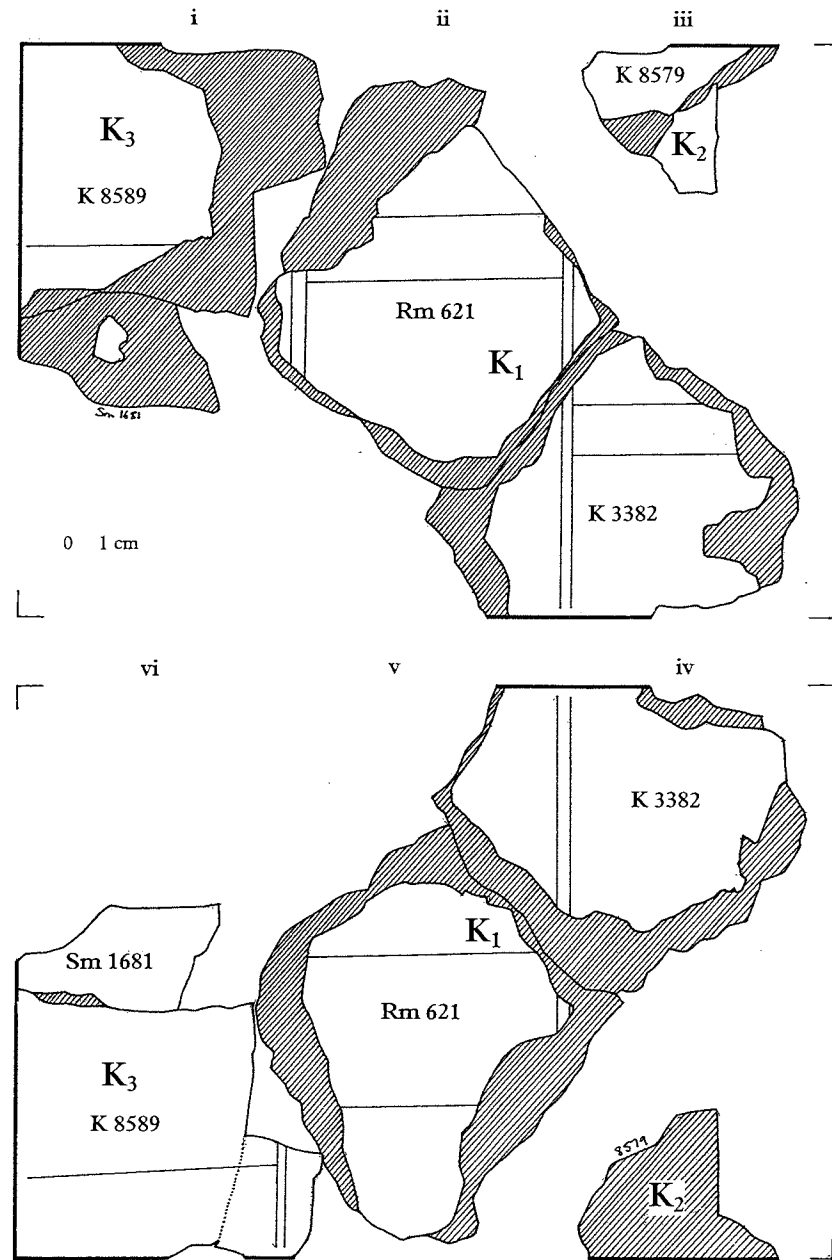 i ii iii
K 8579
K₃
K₂
K 8589
Rm 621
K₁
Sm 1681
K 3382
0 1 cm
vi v iv
K 3382
K₁
Sm 1681
Rm 621
K₃
K 8589
8579
K₂